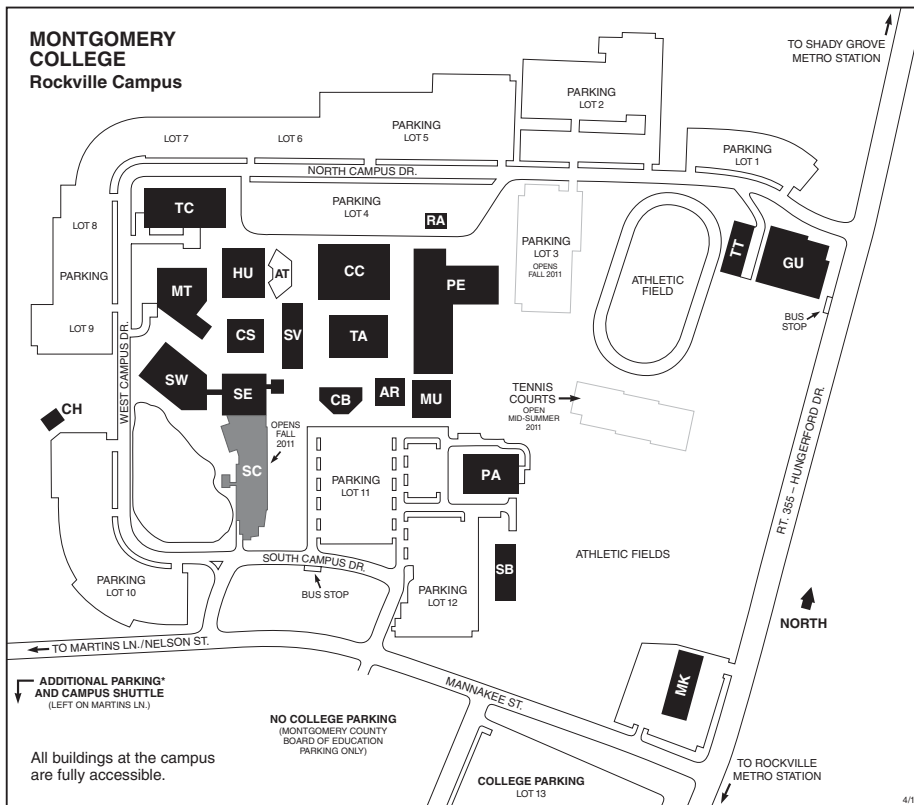 MONTGOMERY
COLLEGE
Rockville Campus
TO SHADY GROVE
METRO STATION
PARKING
LOT 2
LOT 7
LOT 6
PARKING
LOT 5
PARKING
LOT 1
NORTH CAMPUS DR.
TC
PARKING
LOT 4
RA
LOT 8
PARKING
LOT 9
HU
AT
CC
PE
PARKING
LOT 3
OPENS
FALL 2011
ATHLETIC
FIELD
TT
GU
BUS
STOP
MT
CS
SV
TA
WEST CAMPUS DR.
SW
SE
CB
AR
MU
TENNIS
COURTS
OPEN
MID-SUMMER
2011
CH
OPENS
FALL
2011
SC
PARKING
LOT 11
PA
RT. 355 – HUNGERFORD DR.
SOUTH CAMPUS DR.
BUS STOP
PARKING
LOT 10
PARKING
LOT 12
SB
ATHLETIC FIELDS
NORTH
TO MARTINS LN./NELSON ST.
MANNAKEE ST.
MK
ADDITIONAL PARKING*
AND CAMPUS SHUTTLE
(LEFT ON MARTINS LN.)
NO COLLEGE PARKING
(MONTGOMERY COUNTY
BOARD OF EDUCATION
PARKING ONLY)
All buildings at the campus
are fully accessible.
COLLEGE PARKING
LOT 13
TO ROCKVILLE
METRO STATION